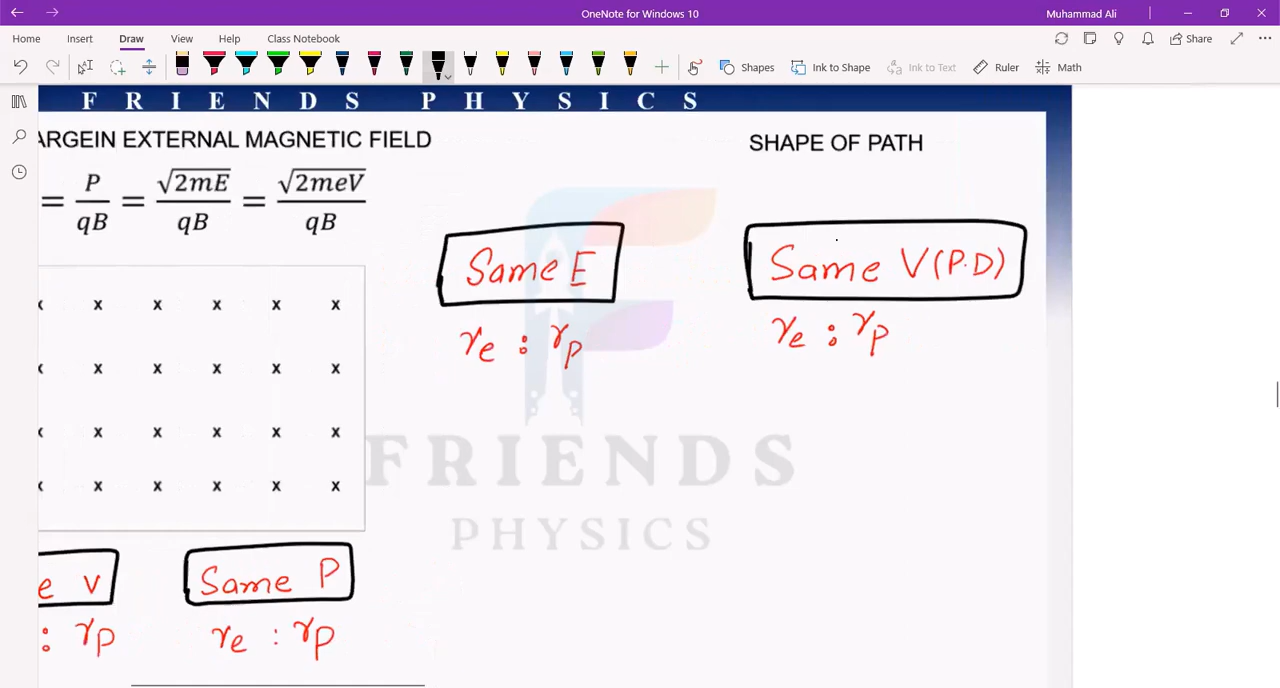 OneNote for Windows 10
Muhammad Ali
Home Insert Draw View Help Class Notebook
Share
Shapes Ink to Shape Ink to Text Ruler Math
FRIENDS PHYSICS
ARGEIN EXTERNAL MAGNETIC FIELD
SHAPE OF PATH
= P/qB = √2mE/qB = √2meV/qB
Same E
Same V(P.D)
re : rp
re : rp
x x x x x
x x x x x
x x x x x
x x x x x
FRIENDS
PHYSICS
e v
Same P
: rp
re : rp